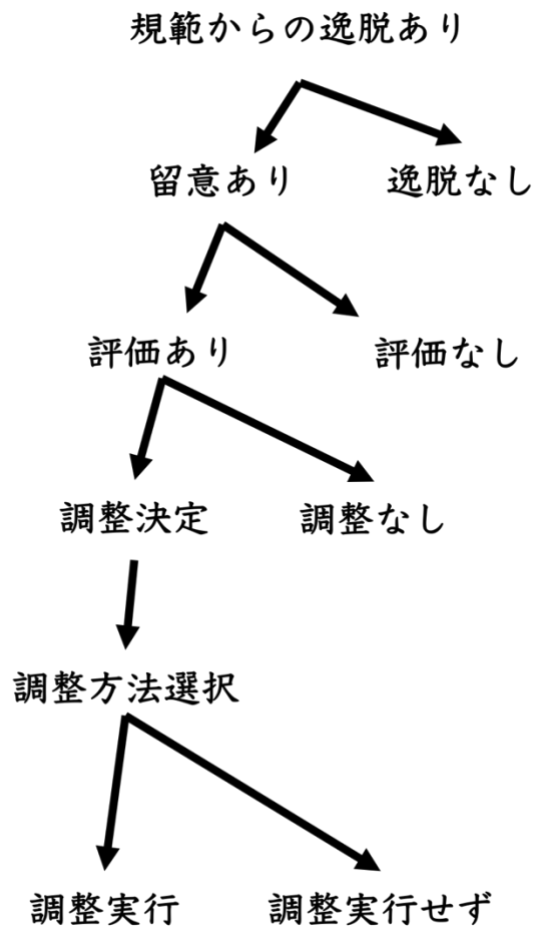 規範からの逸脱あり
留意あり
逸脱なし
評価あり
評価なし
調整決定
調整なし
調整方法選択
調整実行
調整実行せず